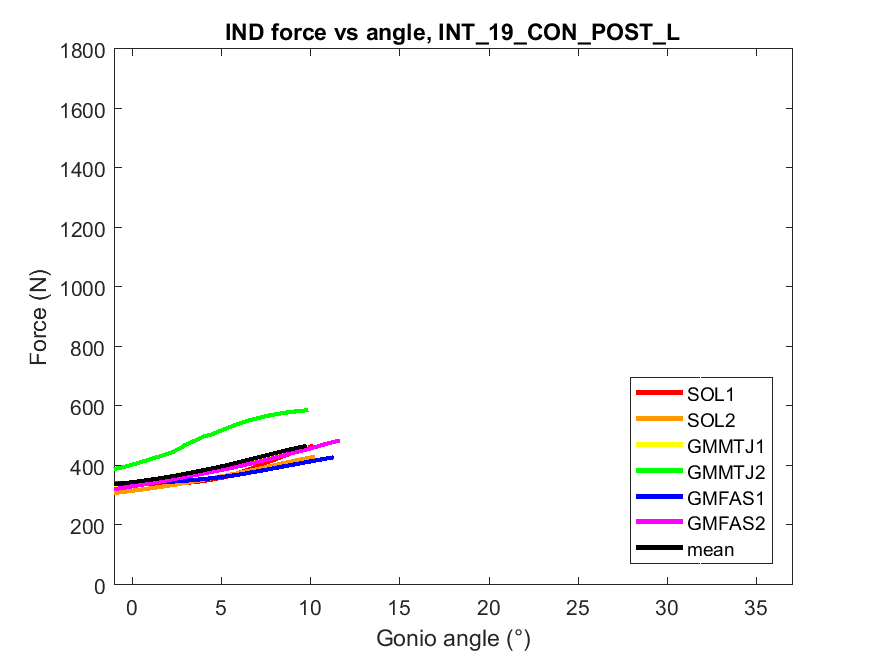 IND force vs angle, INT_19_CON_POST_L
1800
1600
1400
1200
1000
800
600
400
200
0
Force (N)
0 5 10 15 20 25 30 35
Gonio angle (°)
SOL1
SOL2
GMMTJ1
GMMTJ2
GMFAS1
GMFAS2
mean